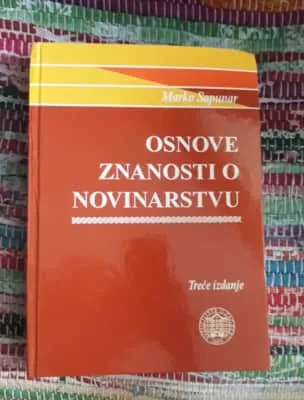 Marko Sapunar
OSNOVE
ZNANOSTI O
NOVINARSTVU
Treće izdanje